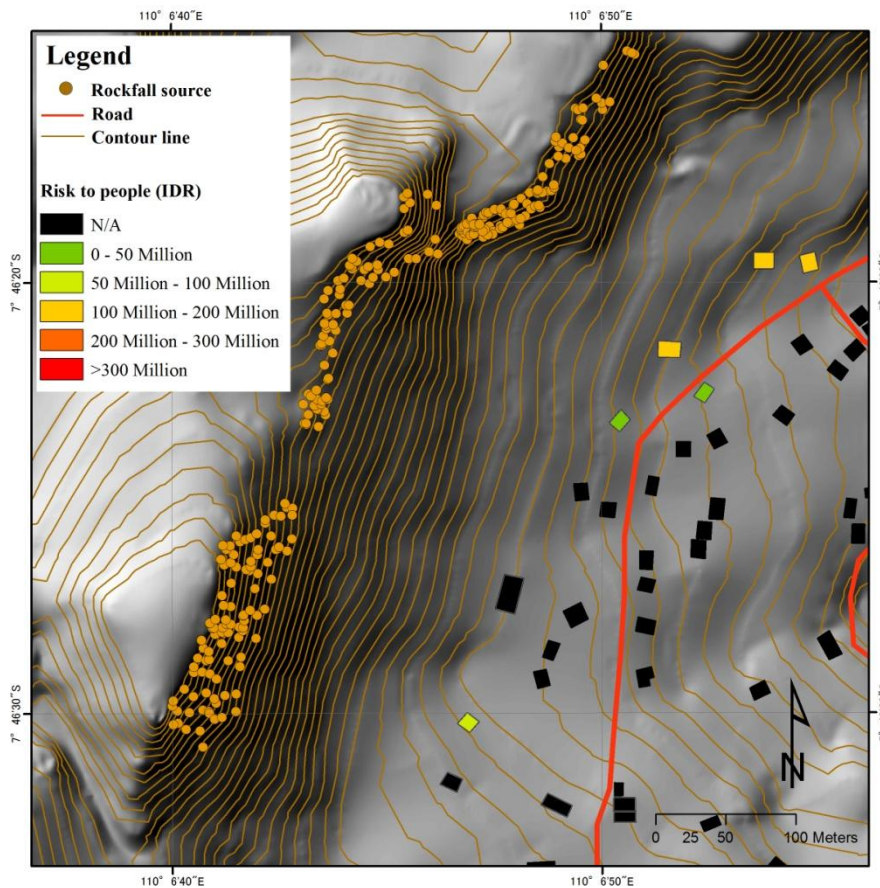 110° 6'40"E
110° 6'50"E
Legend
Rockfall source
Road
Contour line
Risk to people (IDR)
N/A
0 - 50 Million
50 Million - 100 Million
100 Million - 200 Million
200 Million - 300 Million
>300 Million
7° 46'20"S
7° 46'30"S
N
0 25 50 100 Meters
110° 6'40"E
110° 6'50"E